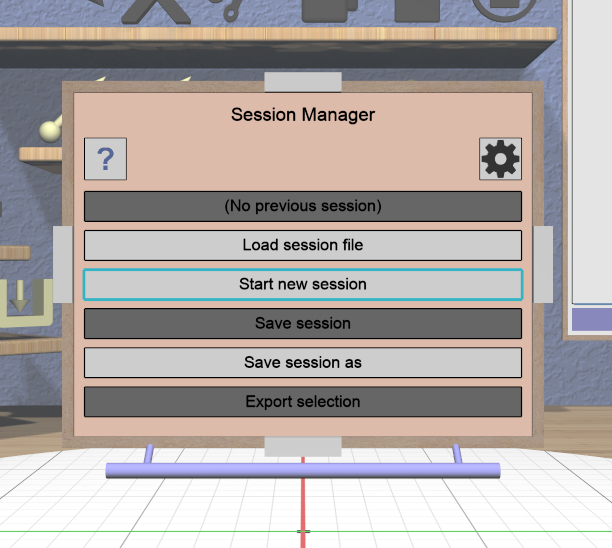 Session Manager
?
(No previous session)
Load session file
Start new session
Save session
Save session as
Export selection